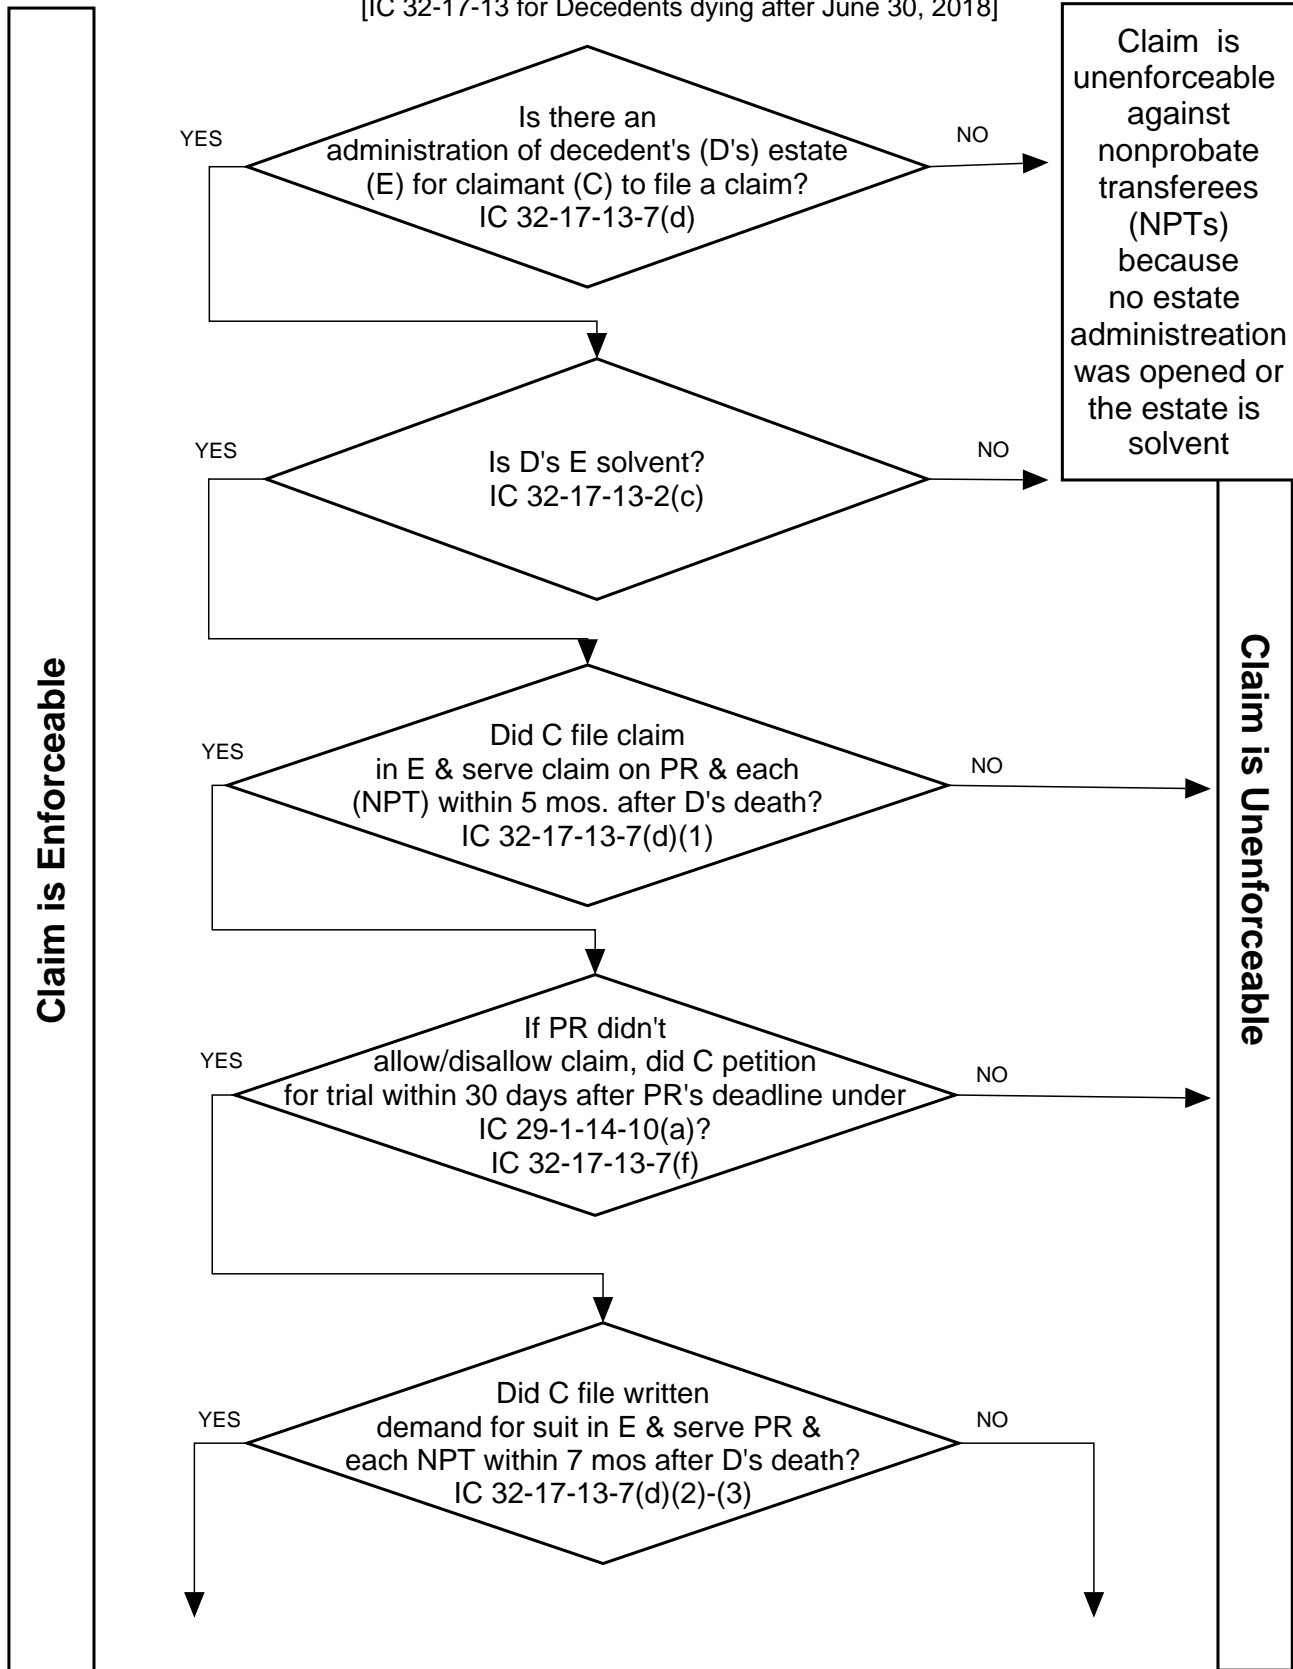 [IC 32-17-13 for Decedents dying after June 30, 2018]
Claim is
unenforceable
against
nonprobate
transferees
(NPTs)
because
no estate
administreation
was opened or
the estate is
solvent
Is there an
administration of decedent's (D's) estate
(E) for claimant (C) to file a claim?
IC 32-17-13-7(d)
YES
NO
Is D's E solvent?
IC 32-17-13-2(c)
YES
NO
Did C file claim
in E & serve claim on PR & each
(NPT) within 5 mos. after D's death?
IC 32-17-13-7(d)(1)
YES
NO
If PR didn't
allow/disallow claim, did C petition
for trial within 30 days after PR's deadline under
IC 29-1-14-10(a)?
IC 32-17-13-7(f)
YES
NO
Did C file written
demand for suit in E & serve PR &
each NPT within 7 mos after D's death?
IC 32-17-13-7(d)(2)-(3)
YES
NO
Claim is Enforceable
Claim is Unenforceable